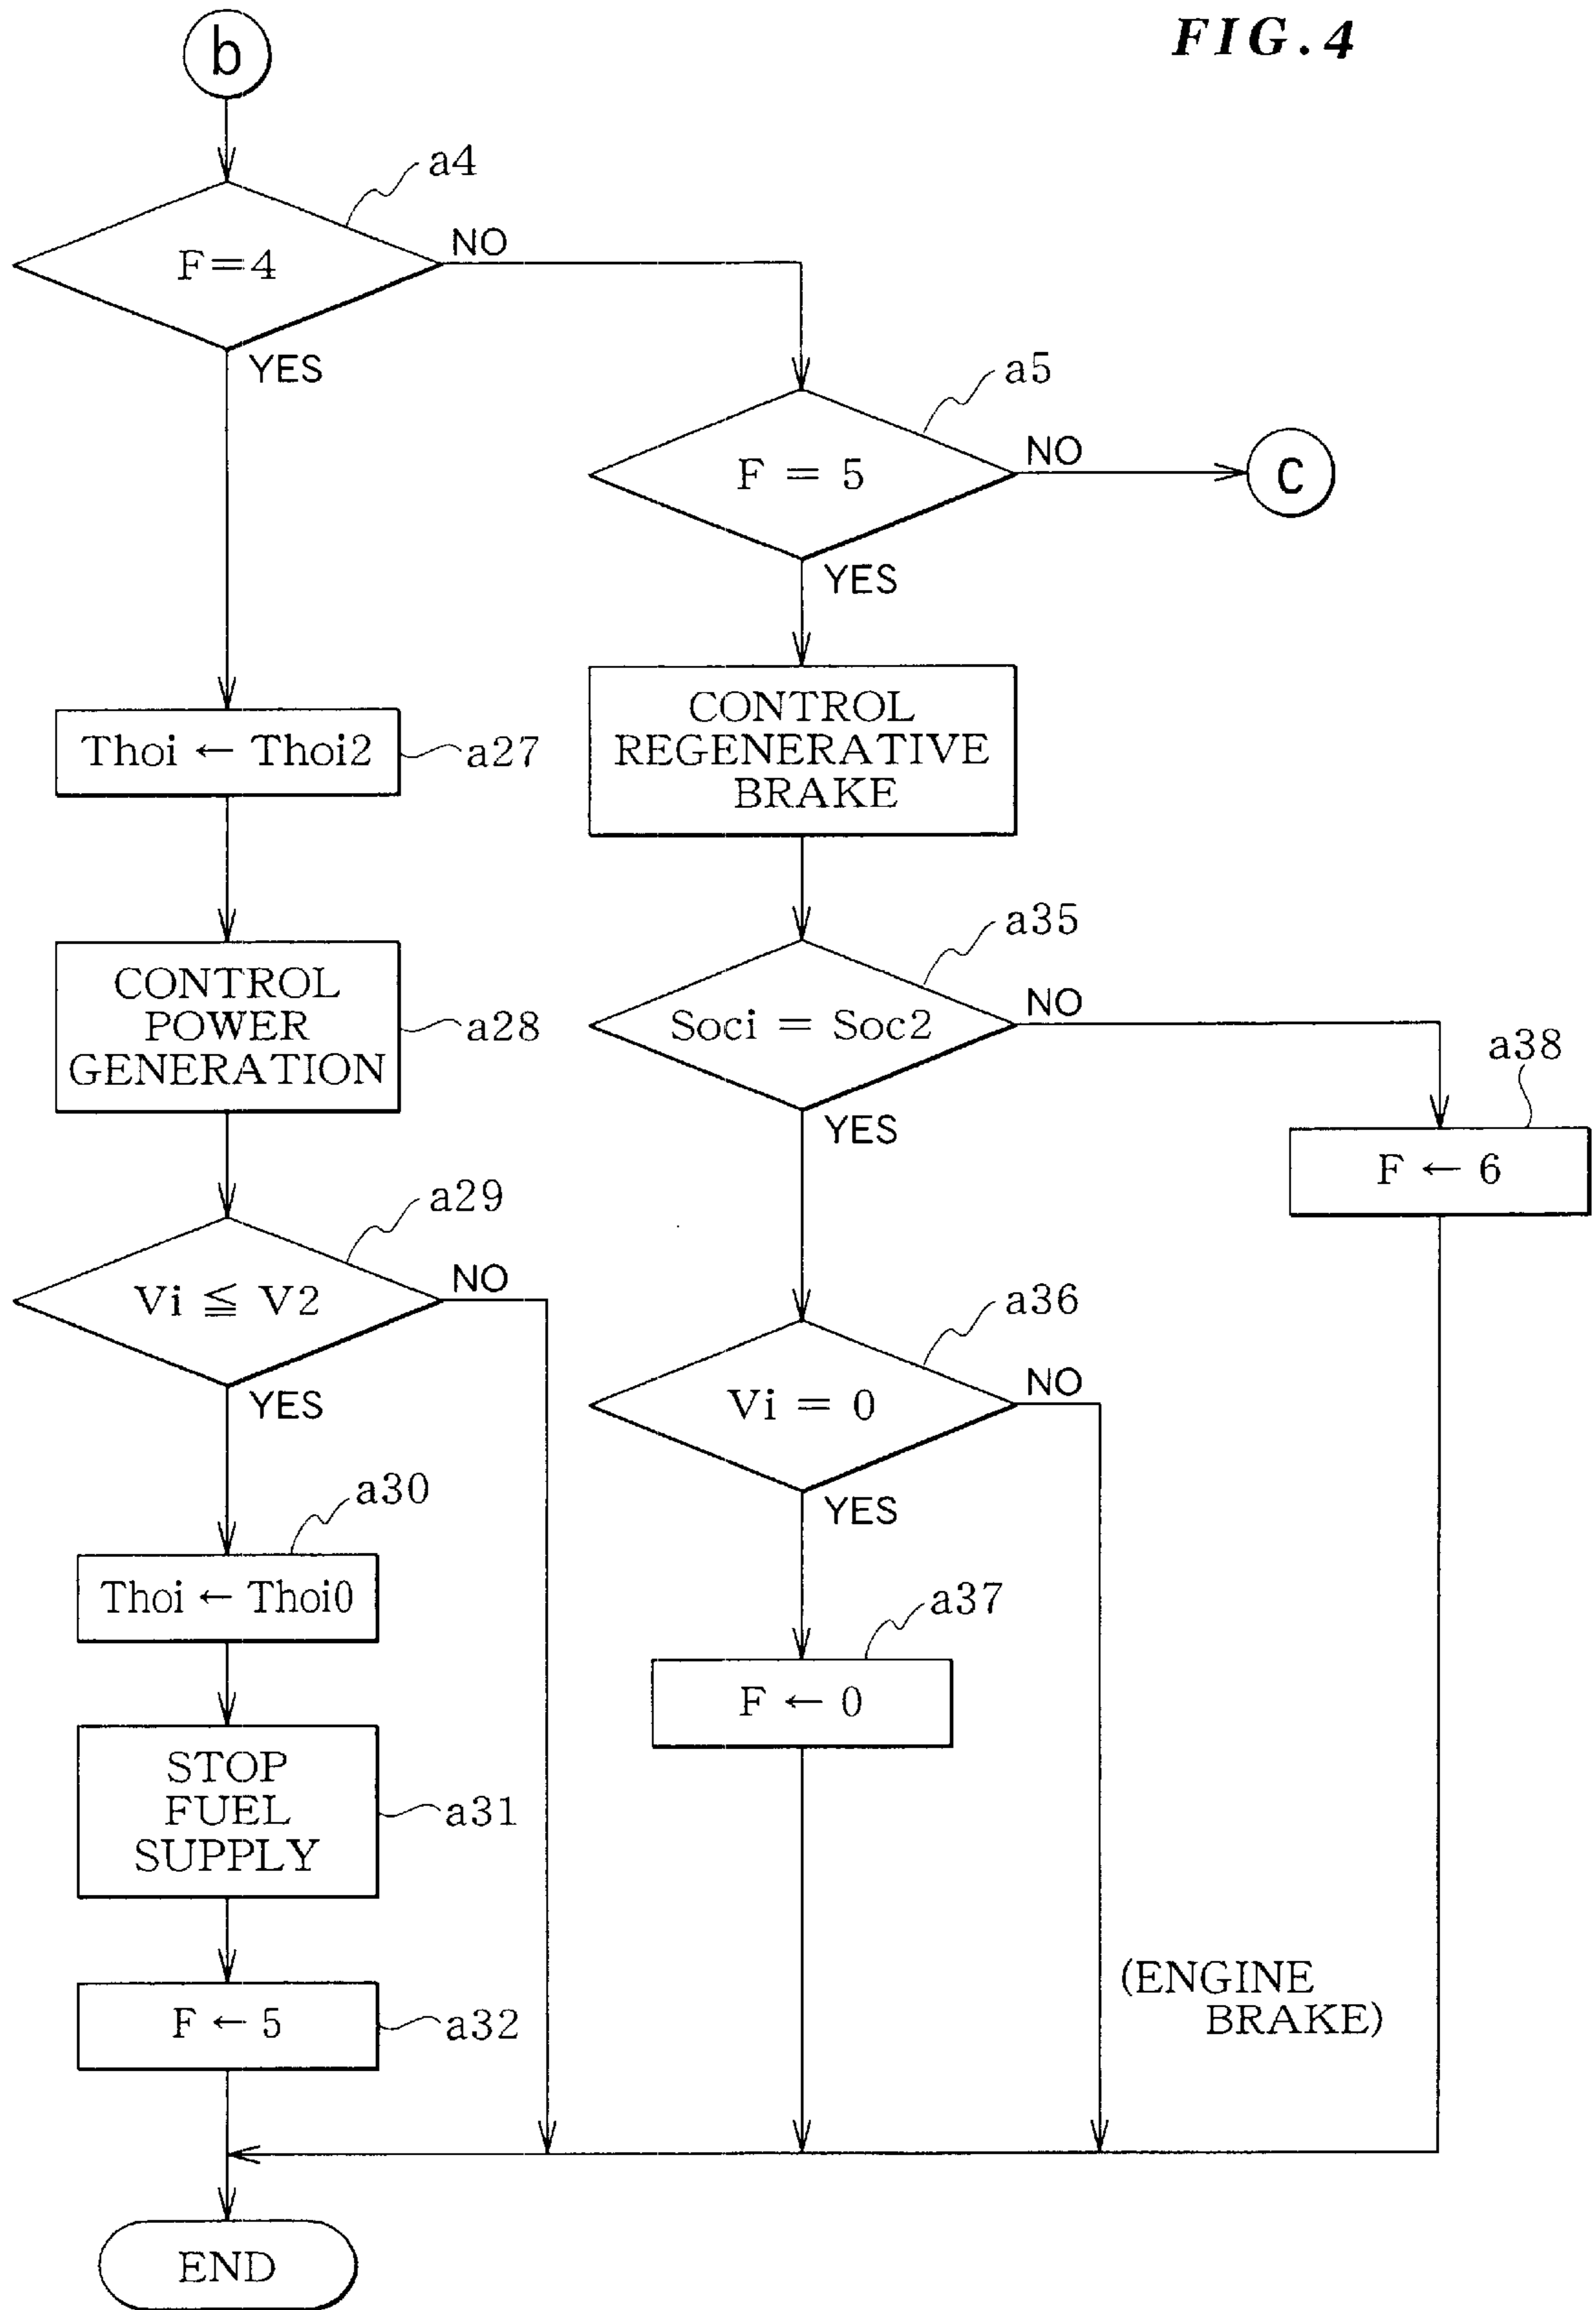 FIG. 4
b
a4
F=4
NO
YES
a5
F = 5
NO
c
YES
Thoi ← Thoi2
a27
CONTROL
REGENERATIVE
BRAKE
CONTROL
POWER
GENERATION
a28
a35
Soci = Soc2
NO
YES
a38
F ← 6
a29
Vi ≦ V2
NO
YES
a36
Vi = 0
NO
YES
a30
Thoi ← Thoi0
a37
F ← 0
STOP
FUEL
SUPPLY
a31
(ENGINE
BRAKE)
F ← 5
a32
END